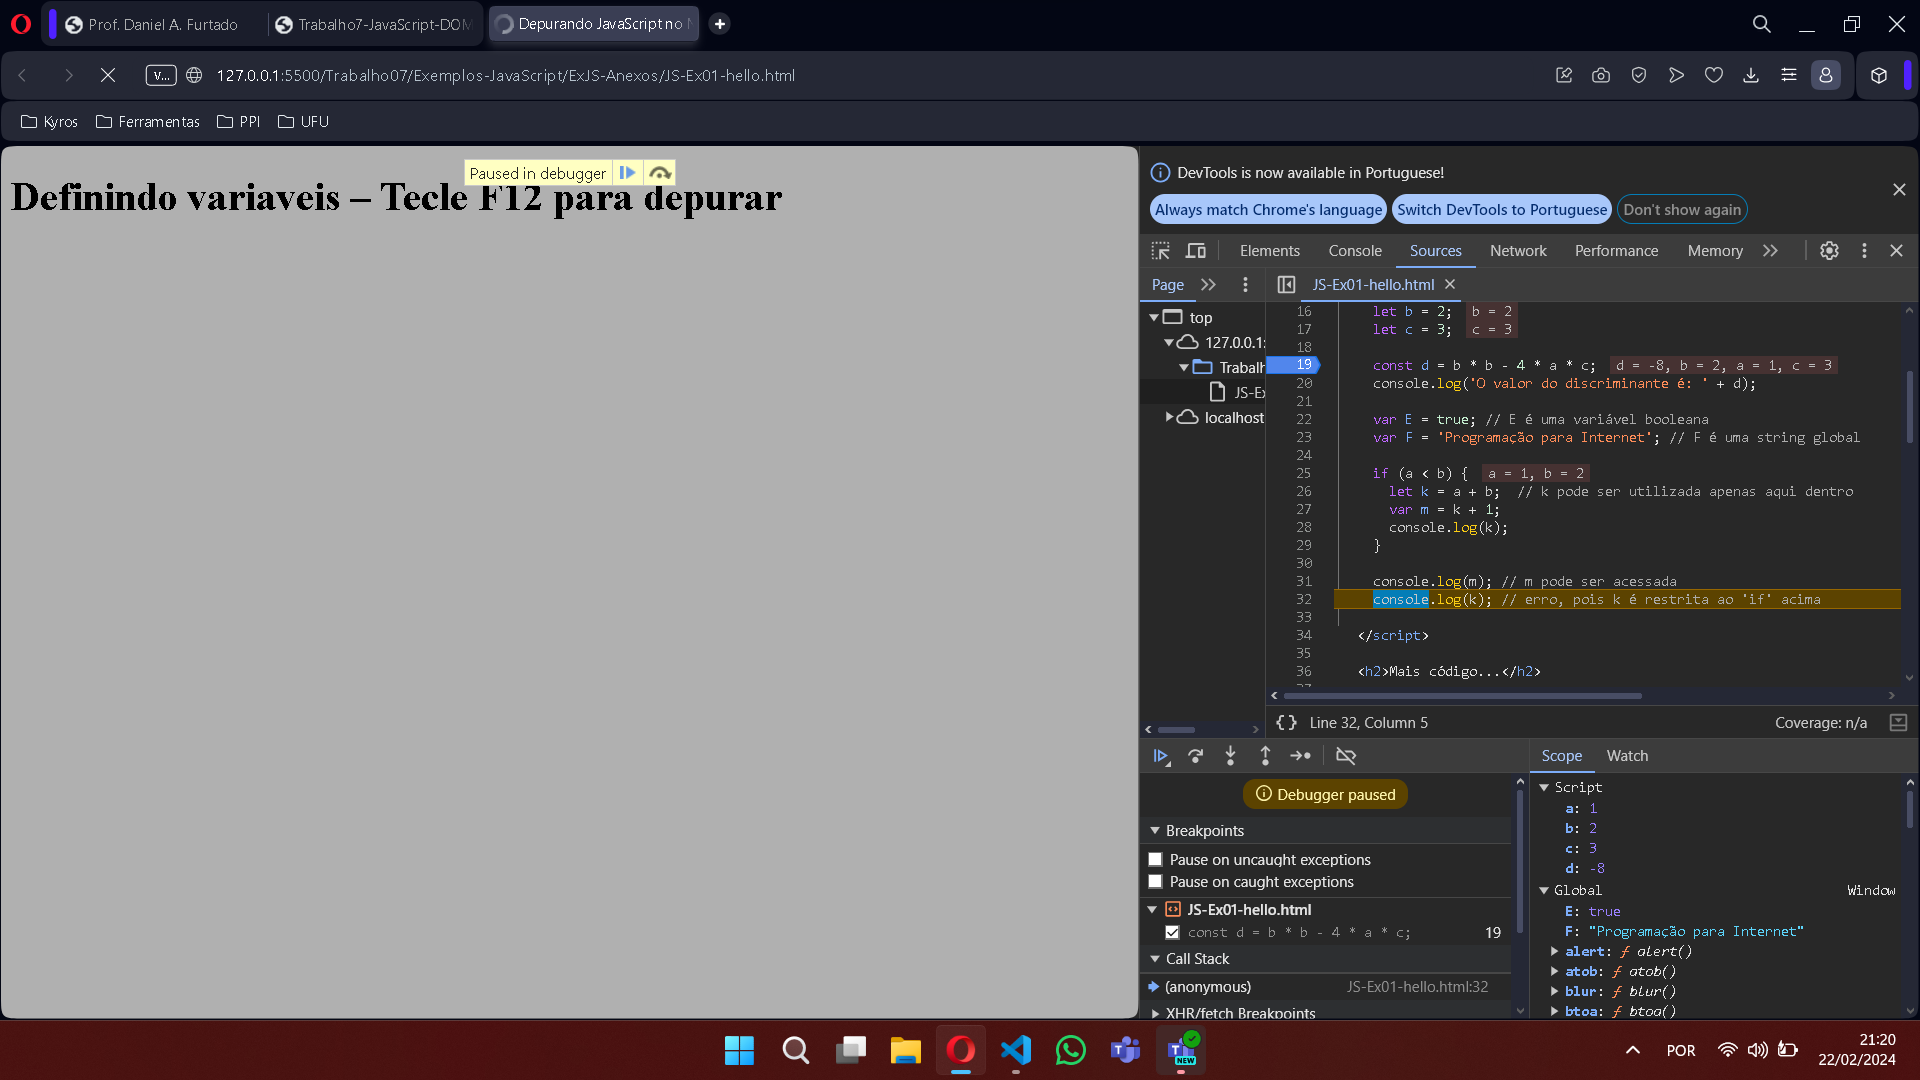 Prof. Daniel A. Furtado
Trabalho7-JavaScript-DOM
Depurando JavaScript no
v...
127.0.0.1:5500/Trabalho07/Exemplos-JavaScript/ExJS-Anexos/JS-Ex01-hello.html
Kyros
Ferramentas
PPI
UFU
Paused in debugger
Definindo variaveis – Tecle F12 para depurar
DevTools is now available in Portuguese!
Always match Chrome's language
Switch DevTools to Portuguese
Don't show again
Elements
Console
Sources
Network
Performance
Memory
Page
JS-Ex01-hello.html
top
127.0.0.1:
Trabalh
JS-Ex
localhost
16 let b = 2; b = 2
17 let c = 3; c = 3
18
19 const d = b * b - 4 * a * c; d = -8, b = 2, a = 1, c = 3
20 console.log('O valor do discriminante é: ' + d);
21
22 var E = true; // E é uma variável booleana
23 var F = 'Programação para Internet'; // F é uma string global
24
25 if (a < b) { a = 1, b = 2
26 let k = a + b; // k pode ser utilizada apenas aqui dentro
27 var m = k + 1;
28 console.log(k);
29 }
30
31 console.log(m); // m pode ser acessada
32 console.log(k); // erro, pois k é restrita ao 'if' acima
33
34 </script>
35
36 <h2>Mais código...</h2>
{} Line 32, Column 5
Coverage: n/a
Debugger paused
Breakpoints
Pause on uncaught exceptions
Pause on caught exceptions
JS-Ex01-hello.html
const d = b * b - 4 * a * c; 19
Call Stack
(anonymous) JS-Ex01-hello.html:32
XHR/fetch Breakpoints
Scope
Watch
Script
a: 1
b: 2
c: 3
d: -8
Global Window
E: true
F: "Programação para Internet"
alert: ƒ alert()
atob: ƒ atob()
blur: ƒ blur()
btoa: ƒ btoa()
NEW
POR
21:20
22/02/2024